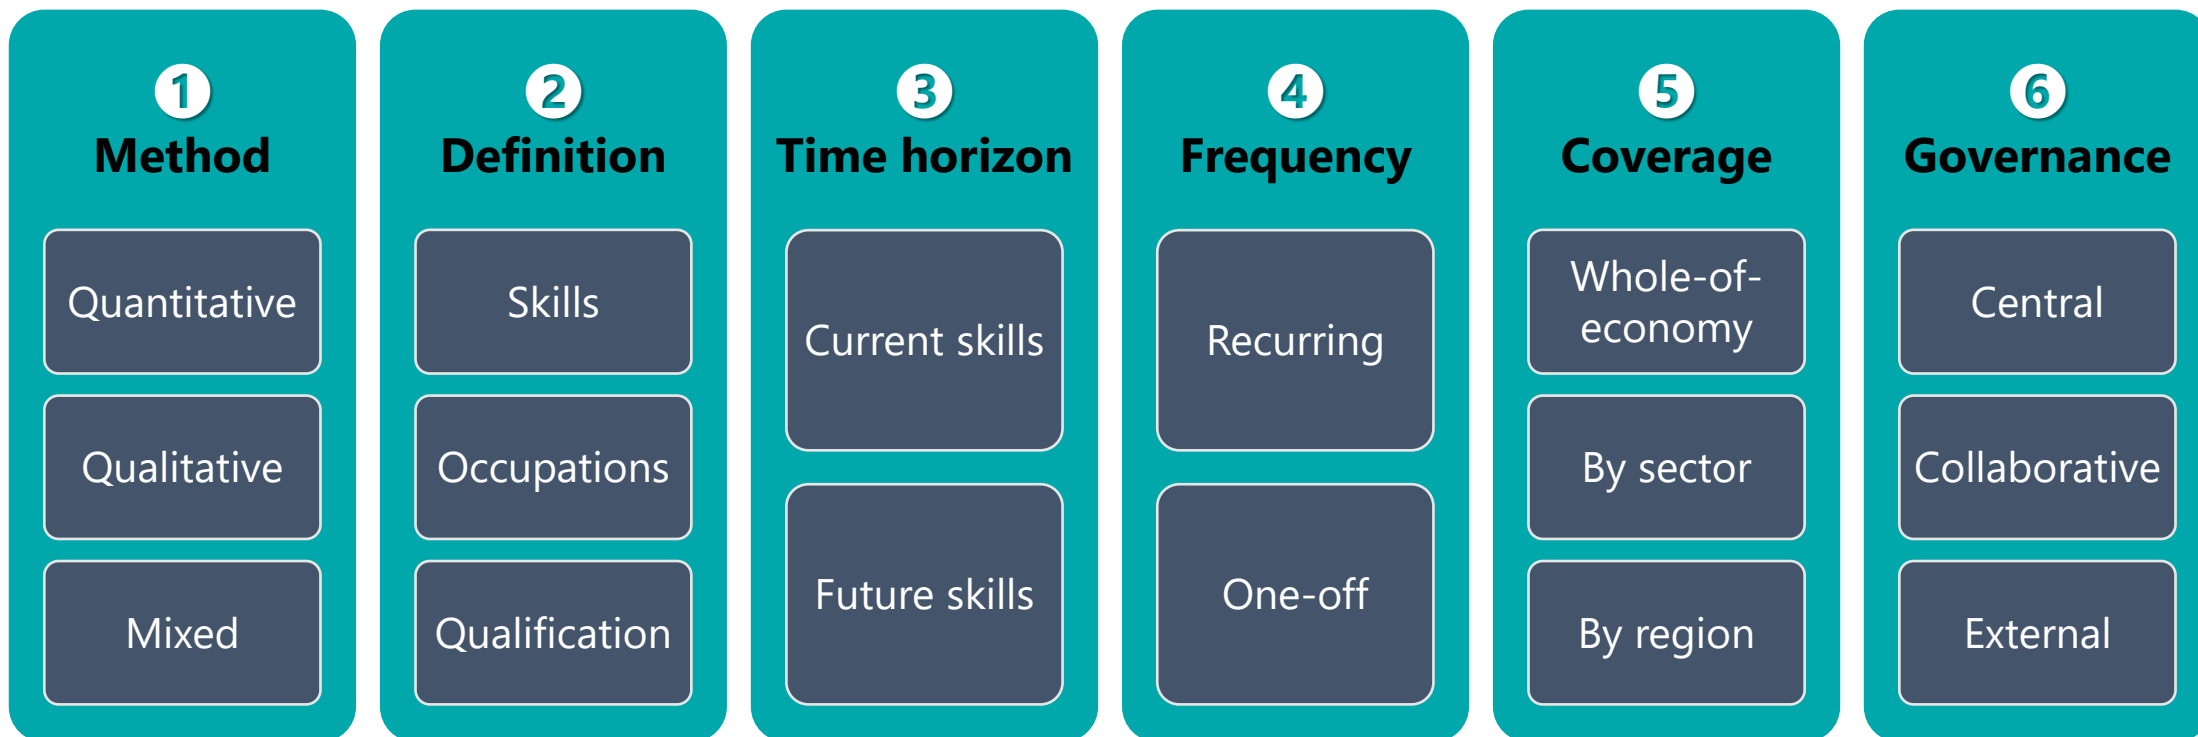 1
Method
Quantitative
Qualitative
Mixed
2
Definition
Skills
Occupations
Qualification
3
Time horizon
Current skills
Future skills
4
Frequency
Recurring
One-off
5
Coverage
Whole-of-
economy
By sector
By region
6
Governance
Central
Collaborative
External